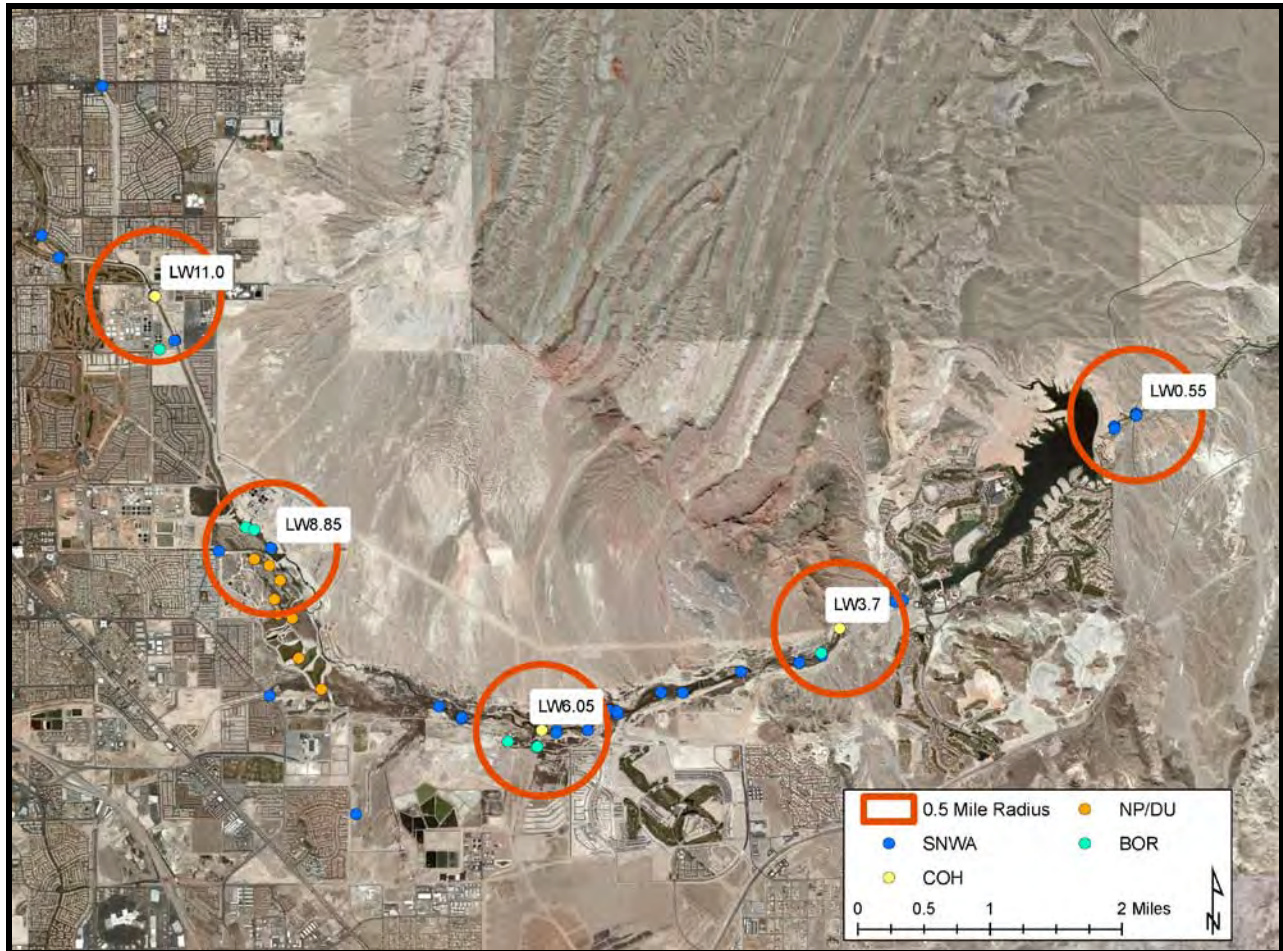 LW11.0
LW0.55
LW8.85
LW3.7
LW6.05
0.5 Mile Radius
NP/DU
SNWA
BOR
COH
0 0.5 1 2 Miles
N